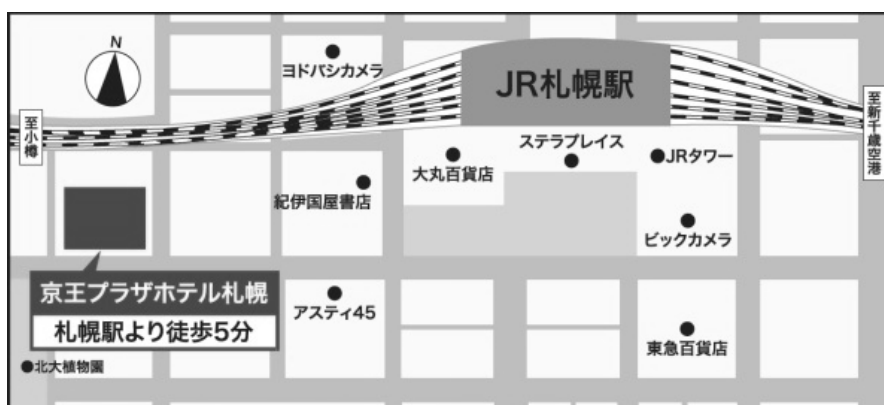 N
ヨドバシカメラ
JR札幌駅
至小樽
至新千歳空港
ステラプレイス
大丸百貨店
JRタワー
紀伊国屋書店
ビックカメラ
京王プラザホテル札幌
札幌駅より徒歩5分
アスティ45
東急百貨店
北大植物園